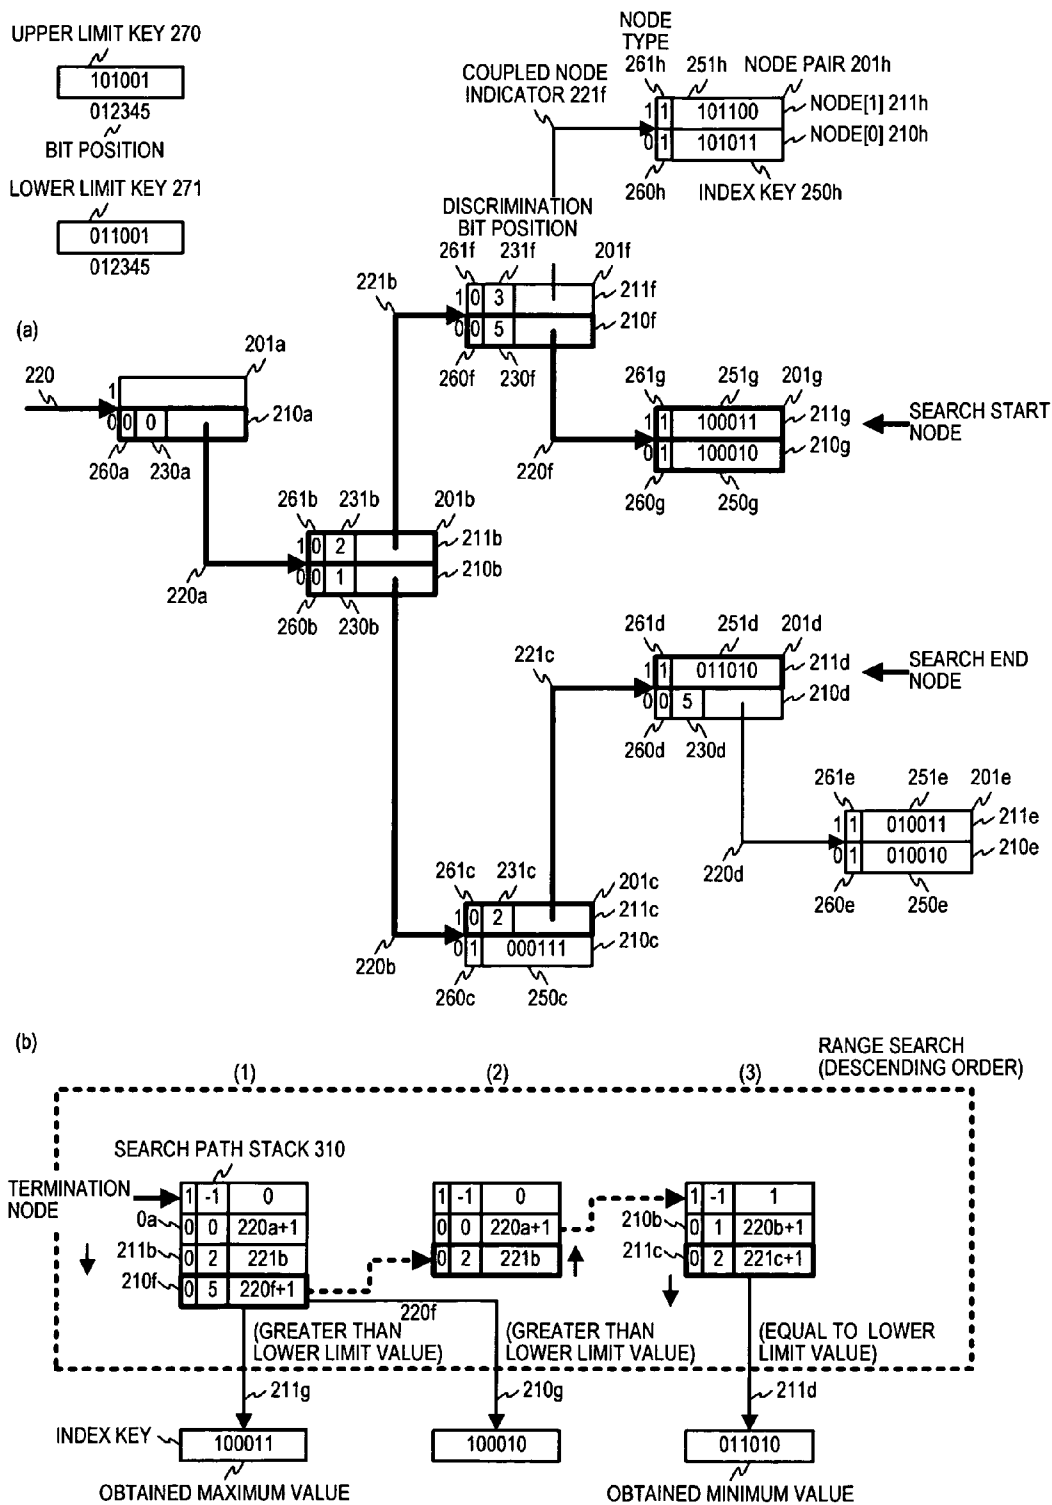 UPPER LIMIT KEY 270
101001
012345
BIT POSITION
LOWER LIMIT KEY 271
011001
012345
NODE TYPE
COUPLED NODE INDICATOR 221f
261h
251h
NODE PAIR 201h
1 1 101100
NODE[1] 211h
0 1 101011
NODE[0] 210h
260h
INDEX KEY 250h
DISCRIMINATION BIT POSITION
261f
231f
201f
221b
1 0 3
211f
0 0 5
210f
260f
230f
(a)
201a
220
1
0 0 0
210a
260a
230a
261g
251g
201g
1 1 100011
211g
0 1 100010
210g
SEARCH START NODE
220f
260g
250g
261b
231b
201b
1 0 2
211b
0 0 1
210b
220a
260b
230b
261d
251d
201d
221c
1 1 011010
211d
0 0 5
210d
SEARCH END NODE
260d
230d
261e
251e
201e
1 1 010011
211e
0 1 010010
210e
220d
260e
250e
261c
231c
201c
1 0 2
211c
0 1 000111
210c
220b
260c
250c
(b)
RANGE SEARCH
(DESCENDING ORDER)
(1)
(2)
(3)
SEARCH PATH STACK 310
TERMINATION NODE
1 -1 0
0a
0 0 220a+1
211b
0 2 221b
210f
0 5 220f+1
1 -1 0
0 0 220a+1
0 2 221b
1 -1 1
210b
0 1 220b+1
211c
0 2 221c+1
220f
(GREATER THAN
LOWER LIMIT VALUE)
(GREATER THAN
LOWER LIMIT VALUE)
(EQUAL TO LOWER
LIMIT VALUE)
211g
210g
211d
INDEX KEY
100011
100010
011010
OBTAINED MAXIMUM VALUE
OBTAINED MINIMUM VALUE